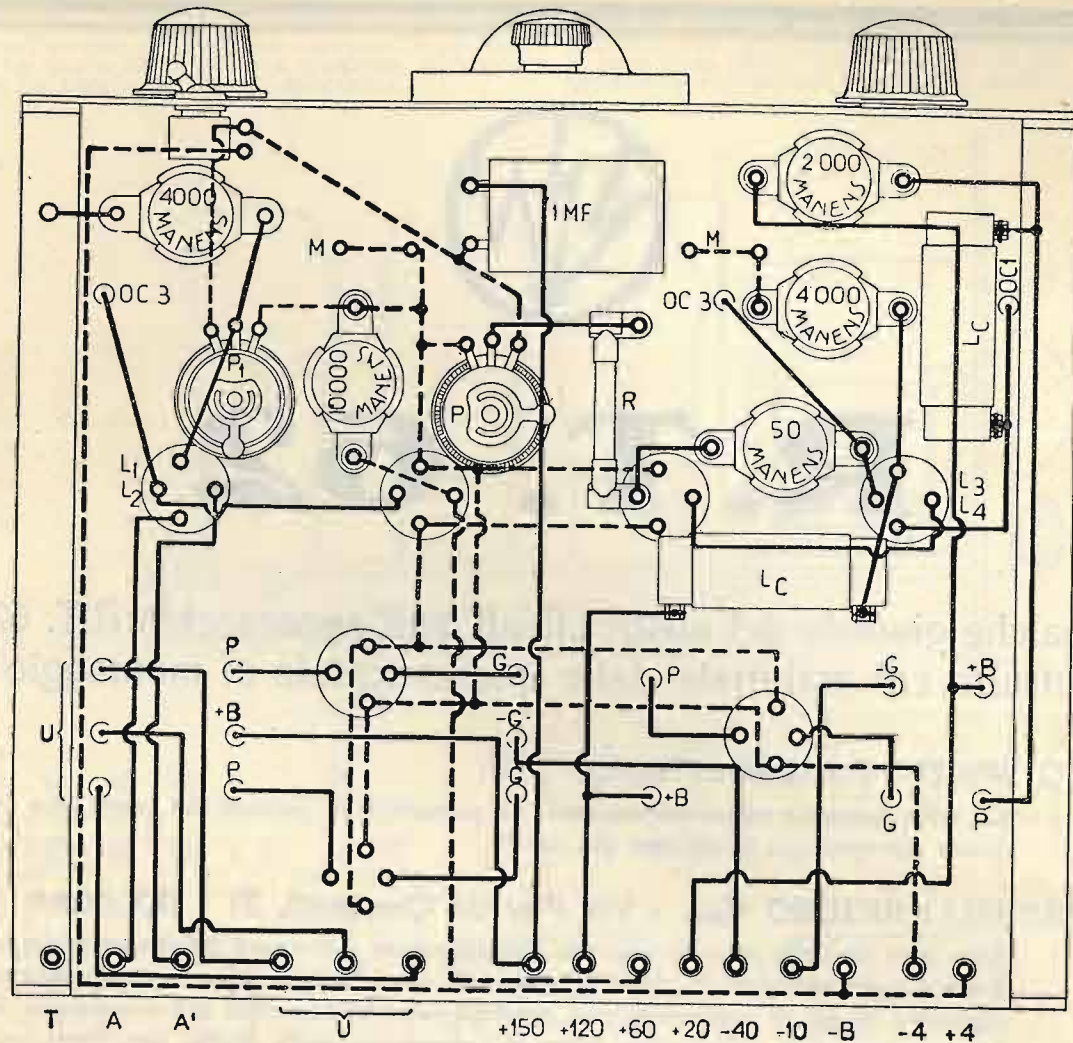 4000 MANENS
2000 MANENS
1MF
M
M
OC 3
OC 3
OC1
4000 MANENS
LC
P1
10000 MANENS
P
R
50 MANENS
L1
L2
L3
L4
LC
P
G
P
-G
+B
U
+B
-G
P
G
+B
G
P
T A A' U +150 +120 +60 +20 -40 -10 -B -4 +4